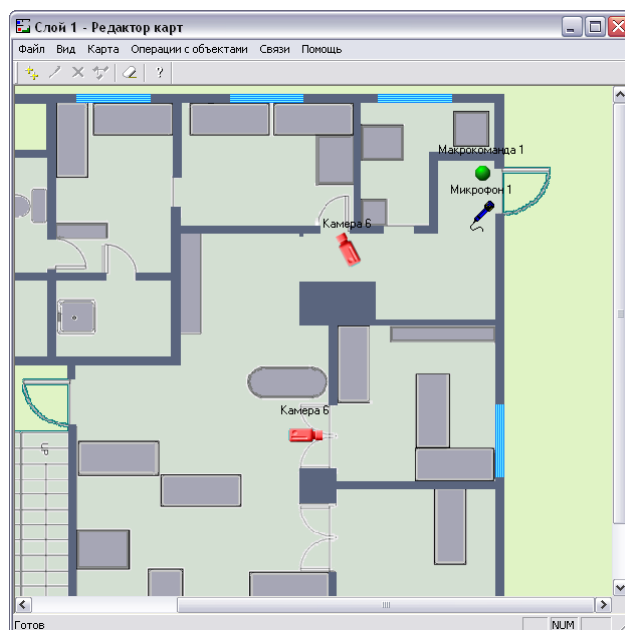 Слой 1 - Редактор карт
Файл Вид Карта Операции с объектами Связи Помощь
?
Макрокоманда 1
Микрофон 1
Камера 6
Камера 6
Готов
NUM